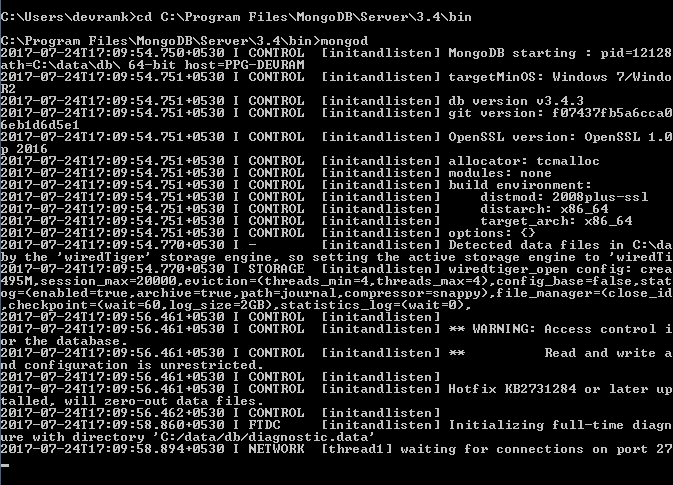 C:\Users\devramk>cd C:\Program Files\MongoDB\Server\3.4\bin
C:\Program Files\MongoDB\Server\3.4\bin>mongod
2017-07-24T17:09:54.750+0530 I CONTROL  [initandlisten] MongoDB starting : pid=12128
ath=C:\data\db\ 64-bit host=PPG-DEVRAM
2017-07-24T17:09:54.751+0530 I CONTROL  [initandlisten] targetMinOS: Windows 7/Windo
R2
2017-07-24T17:09:54.751+0530 I CONTROL  [initandlisten] db version v3.4.3
2017-07-24T17:09:54.751+0530 I CONTROL  [initandlisten] git version: f07437fb5a6cca0
6eb1d6d5e1
2017-07-24T17:09:54.751+0530 I CONTROL  [initandlisten] OpenSSL version: OpenSSL 1.0
p 2016
2017-07-24T17:09:54.751+0530 I CONTROL  [initandlisten] allocator: tcmalloc
2017-07-24T17:09:54.751+0530 I CONTROL  [initandlisten] modules: none
2017-07-24T17:09:54.751+0530 I CONTROL  [initandlisten] build environment:
2017-07-24T17:09:54.751+0530 I CONTROL  [initandlisten]     distmod: 2008plus-ssl
2017-07-24T17:09:54.751+0530 I CONTROL  [initandlisten]     distarch: x86_64
2017-07-24T17:09:54.751+0530 I CONTROL  [initandlisten]     target_arch: x86_64
2017-07-24T17:09:54.751+0530 I CONTROL  [initandlisten] options: {}
2017-07-24T17:09:54.770+0530 I -        [initandlisten] Detected data files in C:\da
by the 'wiredTiger' storage engine, so setting the active storage engine to 'wiredTi
2017-07-24T17:09:54.770+0530 I STORAGE  [initandlisten] wiredtiger_open config: crea
495M,session_max=20000,eviction=(threads_min=4,threads_max=4),config_base=false,stat
og=(enabled=true,archive=true,path=journal,compressor=snappy),file_manager=(close_id
,checkpoint=(wait=60,log_size=2GB),statistics_log=(wait=0),
2017-07-24T17:09:56.461+0530 I CONTROL  [initandlisten]
2017-07-24T17:09:56.461+0530 I CONTROL  [initandlisten] ** WARNING: Access control i
or the database.
2017-07-24T17:09:56.461+0530 I CONTROL  [initandlisten] **          Read and write a
nd configuration is unrestricted.
2017-07-24T17:09:56.461+0530 I CONTROL  [initandlisten]
2017-07-24T17:09:56.461+0530 I CONTROL  [initandlisten] Hotfix KB2731284 or later up
talled, will zero-out data files.
2017-07-24T17:09:56.462+0530 I CONTROL  [initandlisten]
2017-07-24T17:09:58.860+0530 I FTDC     [initandlisten] Initializing full-time diagn
ure with directory 'C:/data/db/diagnostic.data'
2017-07-24T17:09:58.894+0530 I NETWORK  [thread1] waiting for connections on port 27